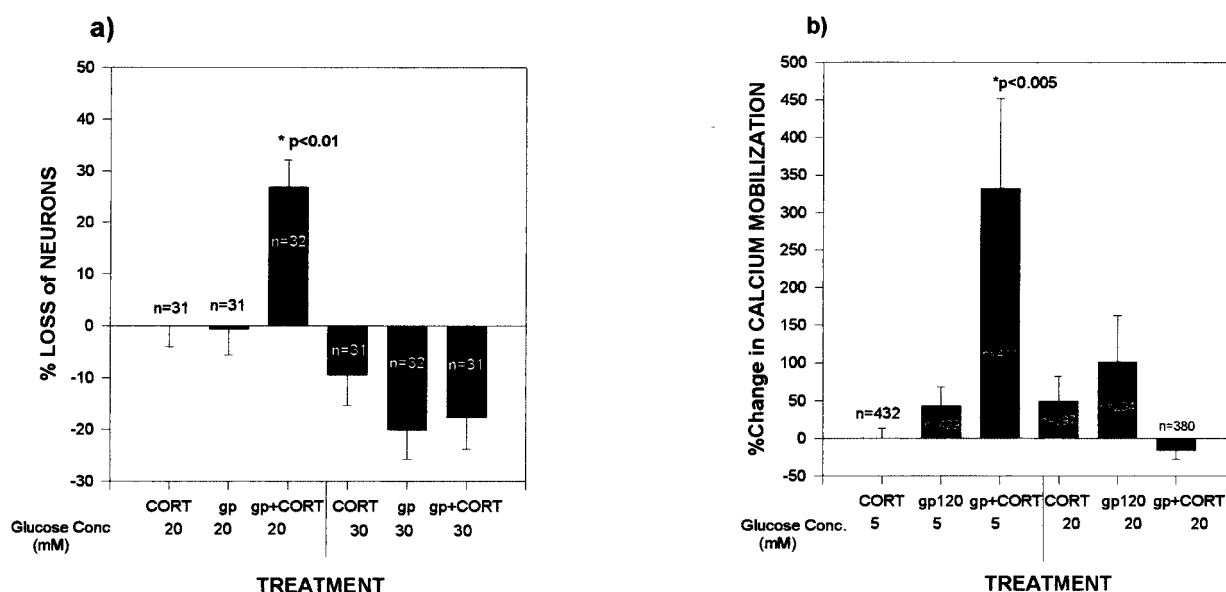 a)
50
40
30
20
10
0
-10
-20
-30
% LOSS of NEURONS
* p<0.01
n=31
n=31
n=32
n=31
n=32
n=31
CORT gp gp+CORT CORT gp gp+CORT
Glucose Conc 20 20 20 30 30 30
(mM)
TREATMENT
b)
500
450
400
350
300
250
200
150
100
50
0
-50
%Change in CALCIUM MOBILIZATION
*p<0.005
n=432
n=380
CORT gp120 gp+CORT CORT gp120 gp+CORT
Glucose Conc. 5 5 5 20 20 20
(mM)
TREATMENT